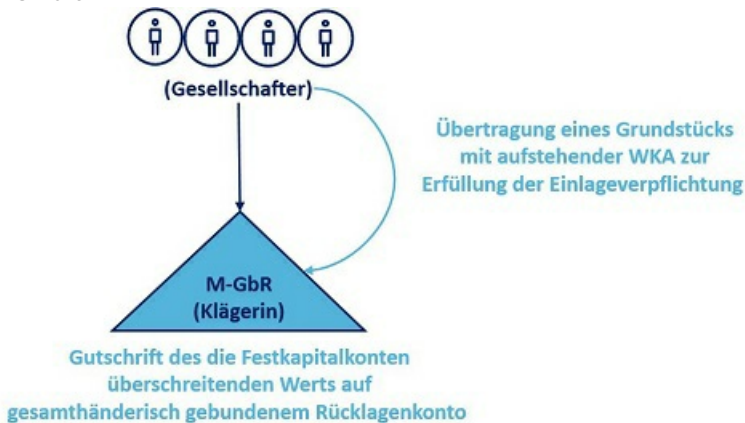 (Gesellschafter)
Übertragung eines Grundstücks
mit aufstehender WKA zur
Erfüllung der Einlageverpflichtung
M-GbR
(Klägerin)
Gutschrift des die Festkapitalkonten
überschreitenden Werts auf
gesamthänderisch gebundenem Rücklagenkonto